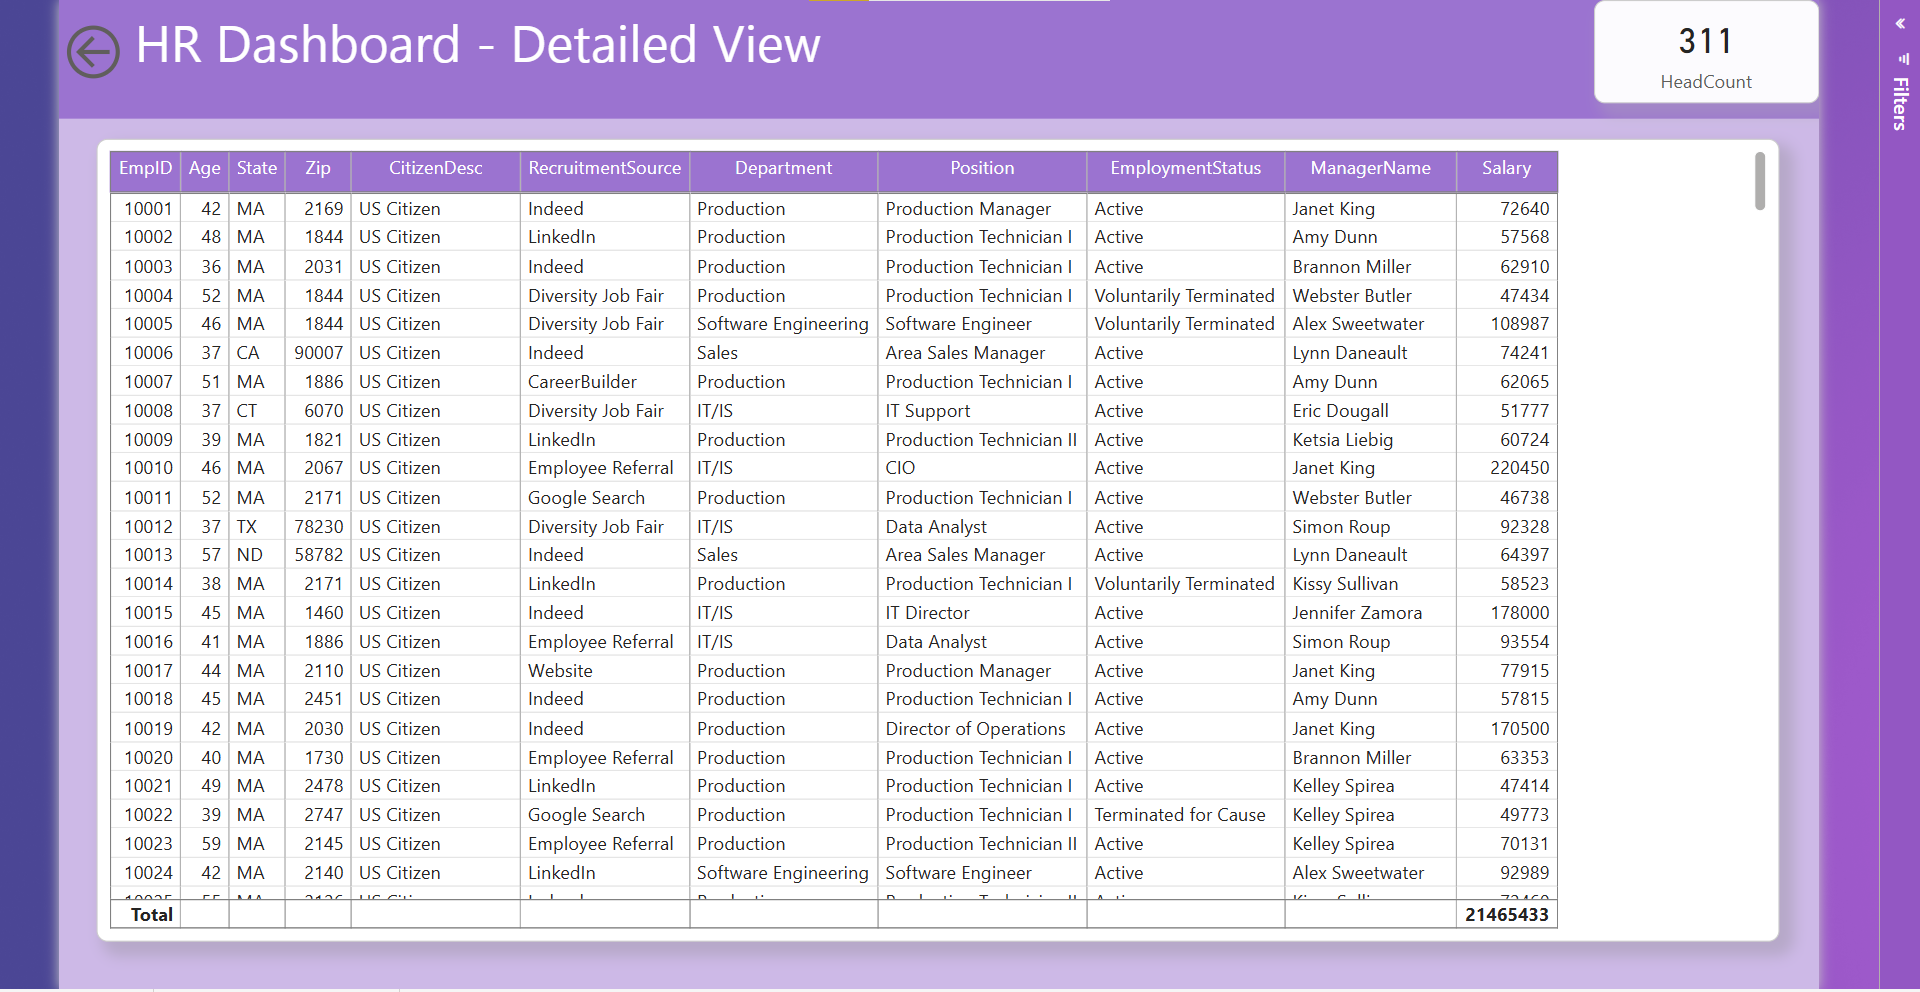 HR Dashboard - Detailed View
311
HeadCount
Filters
EmpID Age State Zip CitizenDesc RecruitmentSource Department Position EmploymentStatus ManagerName Salary
10001 42 MA 2169 US Citizen Indeed Production Production Manager Active Janet King 72640
10002 48 MA 1844 US Citizen LinkedIn Production Production Technician I Active Amy Dunn 57568
10003 36 MA 2031 US Citizen Indeed Production Production Technician I Active Brannon Miller 62910
10004 52 MA 1844 US Citizen Diversity Job Fair Production Production Technician I Voluntarily Terminated Webster Butler 47434
10005 46 MA 1844 US Citizen Diversity Job Fair Software Engineering Software Engineer Voluntarily Terminated Alex Sweetwater 108987
10006 37 CA 90007 US Citizen Indeed Sales Area Sales Manager Active Lynn Daneault 74241
10007 51 MA 1886 US Citizen CareerBuilder Production Production Technician I Active Amy Dunn 62065
10008 37 CT 6070 US Citizen Diversity Job Fair IT/IS IT Support Active Eric Dougall 51777
10009 39 MA 1821 US Citizen LinkedIn Production Production Technician II Active Ketsia Liebig 60724
10010 46 MA 2067 US Citizen Employee Referral IT/IS CIO Active Janet King 220450
10011 52 MA 2171 US Citizen Google Search Production Production Technician I Active Webster Butler 46738
10012 37 TX 78230 US Citizen Diversity Job Fair IT/IS Data Analyst Active Simon Roup 92328
10013 57 ND 58782 US Citizen Indeed Sales Area Sales Manager Active Lynn Daneault 64397
10014 38 MA 2171 US Citizen LinkedIn Production Production Technician I Voluntarily Terminated Kissy Sullivan 58523
10015 45 MA 1460 US Citizen Indeed IT/IS IT Director Active Jennifer Zamora 178000
10016 41 MA 1886 US Citizen Employee Referral IT/IS Data Analyst Active Simon Roup 93554
10017 44 MA 2110 US Citizen Website Production Production Manager Active Janet King 77915
10018 45 MA 2451 US Citizen Indeed Production Production Technician I Active Amy Dunn 57815
10019 42 MA 2030 US Citizen Indeed Production Director of Operations Active Janet King 170500
10020 40 MA 1730 US Citizen Employee Referral Production Production Technician I Active Brannon Miller 63353
10021 49 MA 2478 US Citizen LinkedIn Production Production Technician I Active Kelley Spirea 47414
10022 39 MA 2747 US Citizen Google Search Production Production Technician I Terminated for Cause Kelley Spirea 49773
10023 59 MA 2145 US Citizen Employee Referral Production Production Technician II Active Kelley Spirea 70131
10024 42 MA 2140 US Citizen LinkedIn Software Engineering Software Engineer Active Alex Sweetwater 92989
Total 21465433